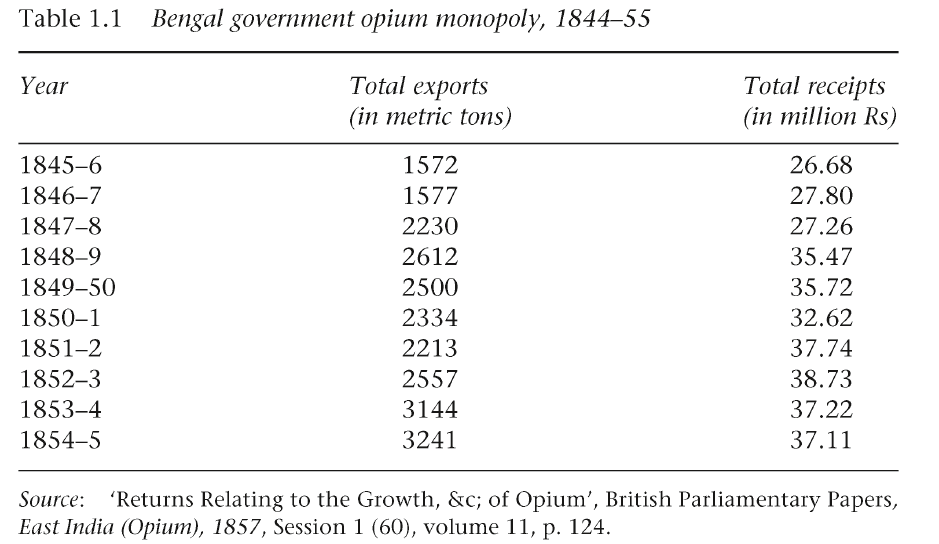 Table 1.1 Bengal government opium monopoly, 1844–55
Year Total exports Total receipts
(in metric tons) (in million Rs)
1845–6 1572 26.68
1846–7 1577 27.80
1847–8 2230 27.26
1848–9 2612 35.47
1849–50 2500 35.72
1850–1 2334 32.62
1851–2 2213 37.74
1852–3 2557 38.73
1853–4 3144 37.22
1854–5 3241 37.11
Source: ‘Returns Relating to the Growth, &c; of Opium’, British Parliamentary Papers,
East India (Opium), 1857, Session 1 (60), volume 11, p. 124.